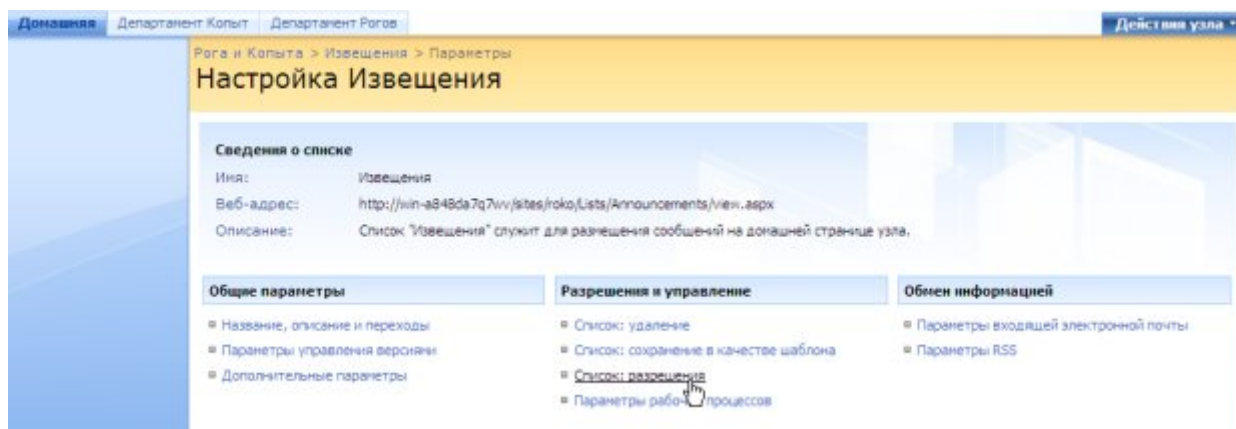 Домашняя Департамент Копыт Департамент Рогов Действия узла
Рога и Копыта > Извещения > Параметры
Настройка Извещения
Сведения о списке
Имя: Извещения
Веб-адрес: http://win-a848da7q7wv/sites/roko/Lists/Announcements/view.aspx
Описание: Список "Извещения" служит для размещения сообщений на домашней странице узла.
Общие параметры Разрешения и управление Обмен информацией
Название, описание и переходы Список: удаление Параметры входящей электронной почты
Параметры управления версиями Список: сохранение в качестве шаблона Параметры RSS
Дополнительные параметры Список: разрешения
Параметры рабочих процессов